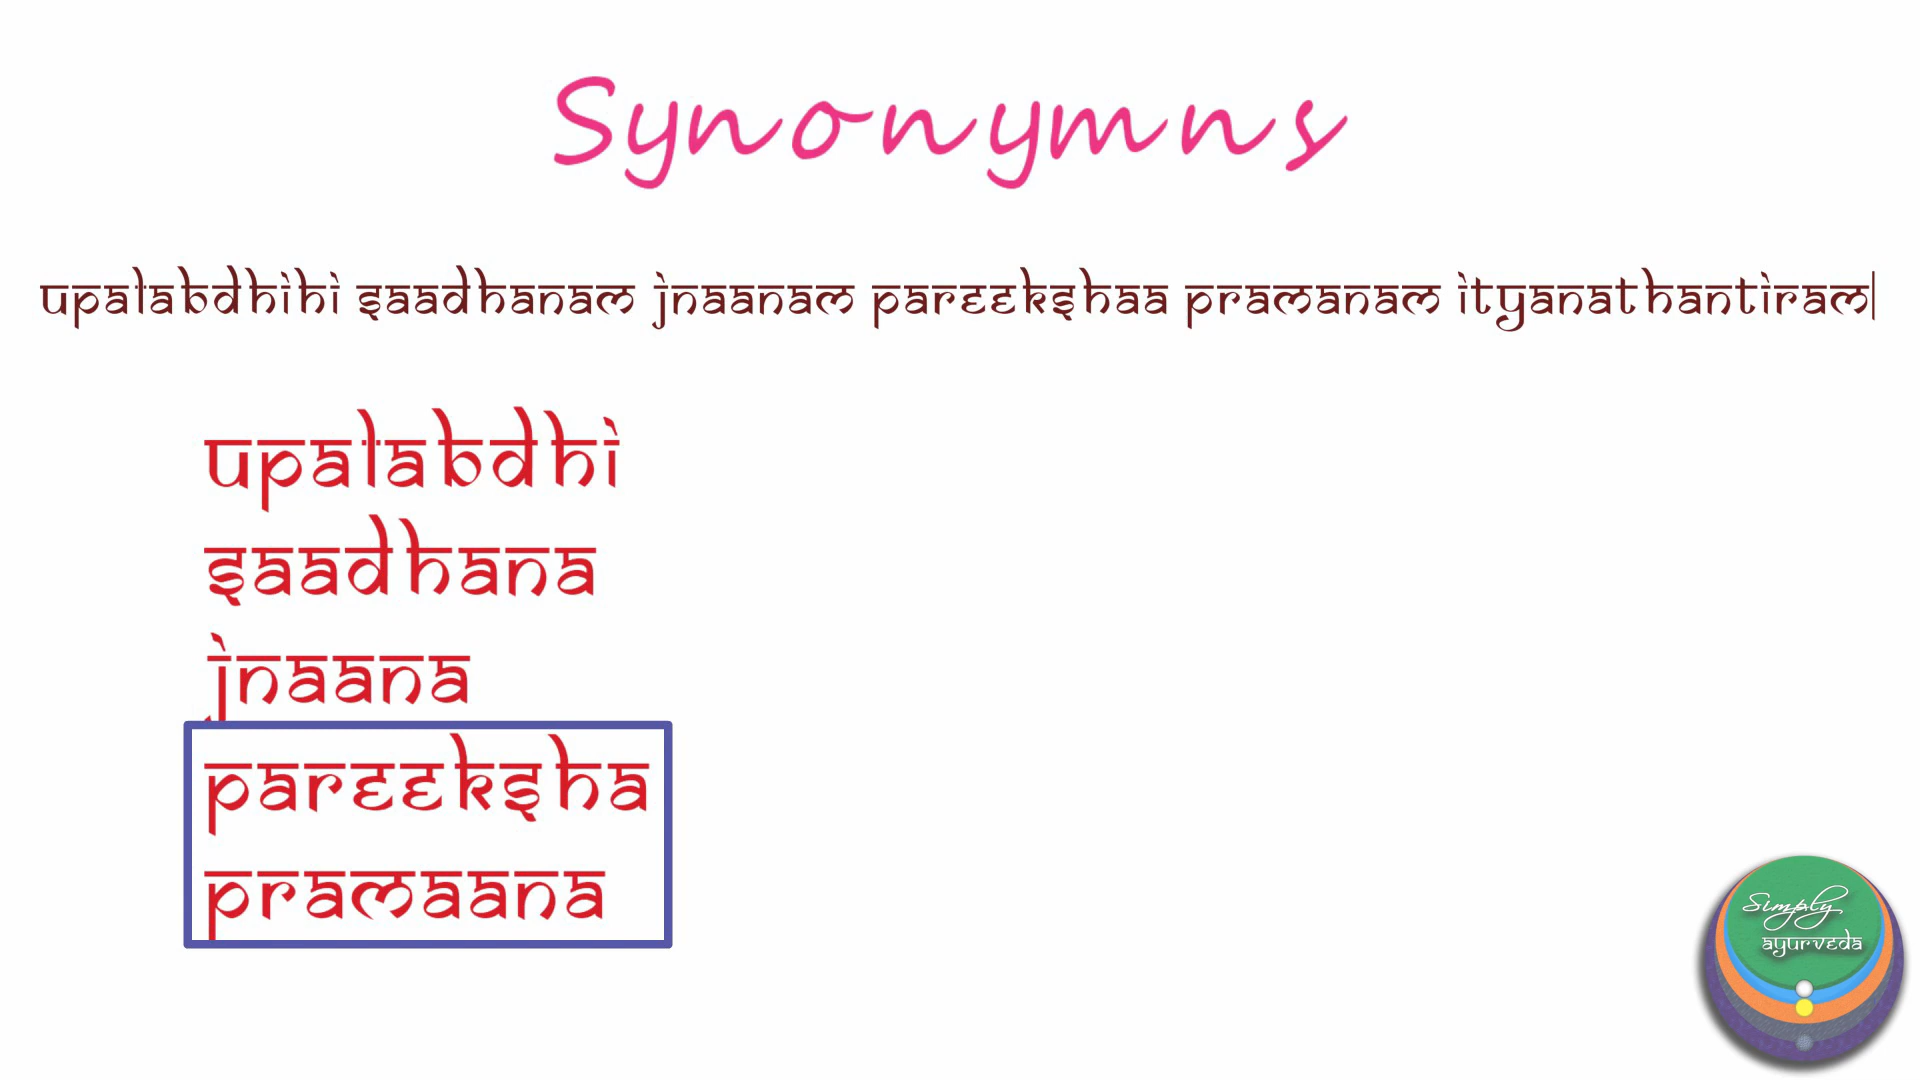 Synonymns
upalabdhihi saadhanam jnaanam pareekshaa pramanam ityanathantiram|
upalabdhi
saadhana
jnaana
pareeksha
pramaana
Simply
ayurveda